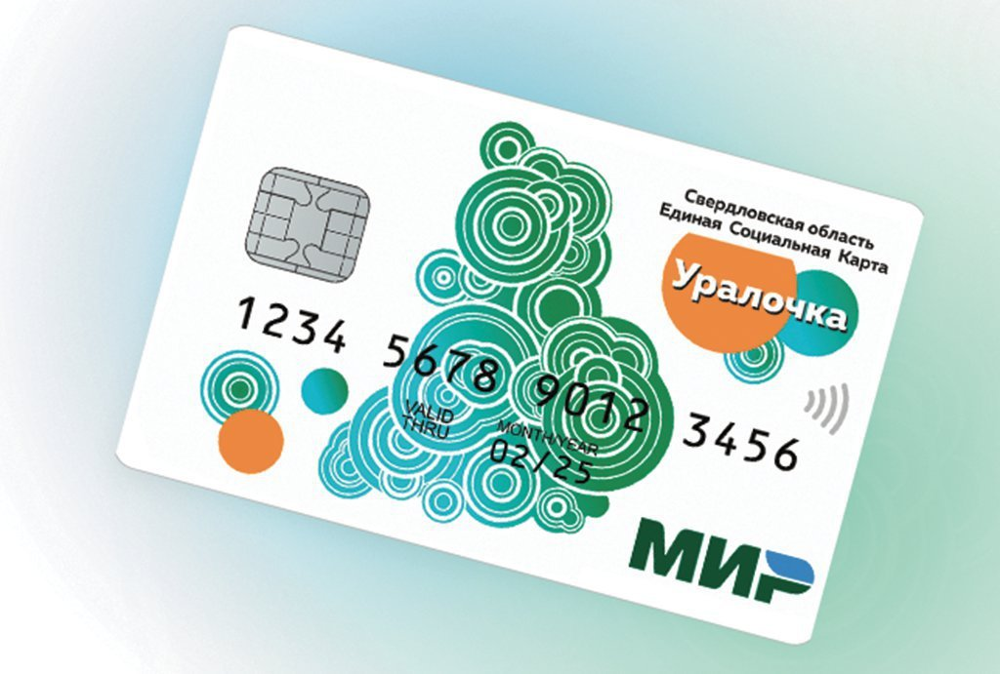 Свердловская область
Единая Социальная Карта
Уралочка
1234 5678 9012 3456
VALID
THRU
MONTH/YEAR
02/25
МИР